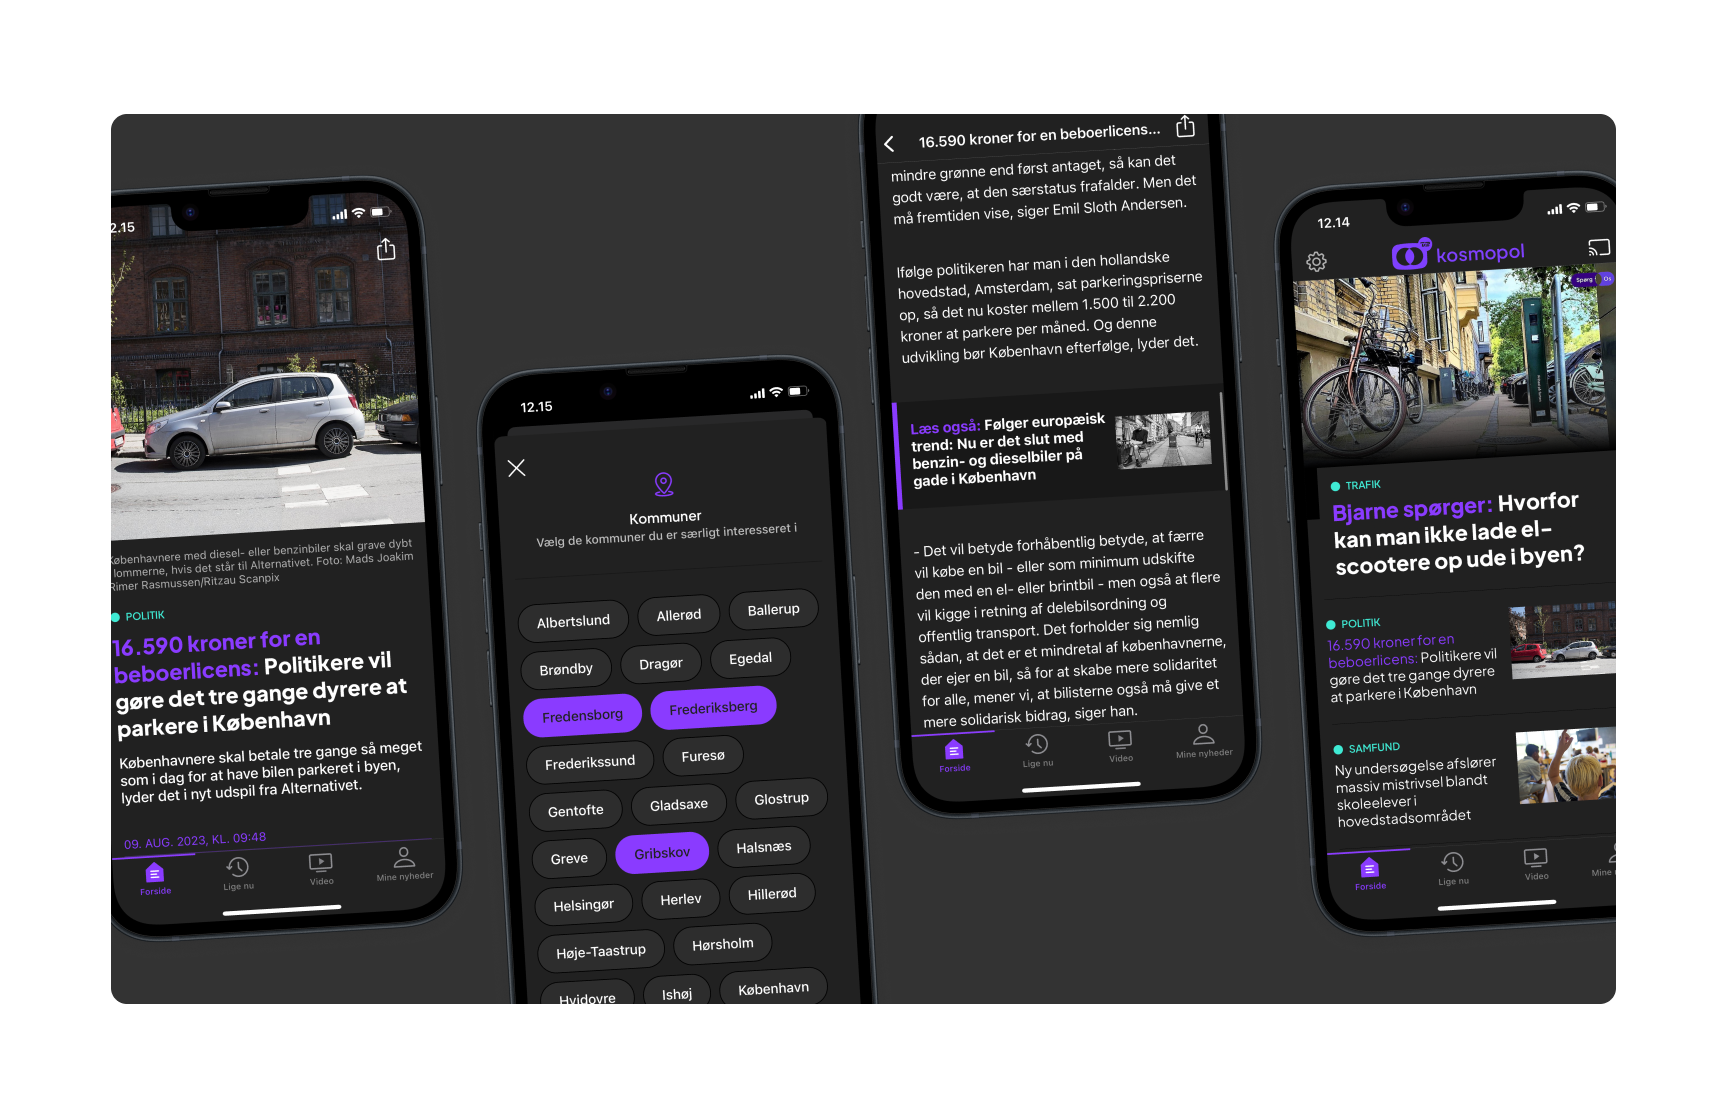 12.15
Københavnere med diesel- eller benzinbiler skal grave dybt
lommerne, hvis det står til Alternativet. Foto: Mads Joakim
Rimer Rasmussen/Ritzau Scanpix
POLITIK
16.590 kroner for en
beboerlicens: Politikere vil
gøre det tre gange dyrere at
parkere i København
Københavnere skal betale tre gange så meget
som i dag for at have bilen parkeret i byen,
lyder det i nyt udspil fra Alternativet.
09. AUG. 2023, KL. 09:48
Forside
Lige nu
Video
Mine nyheder
12.15
Kommuner
Vælg de kommuner du er særligt interesseret i
Albertslund Allerød Ballerup
Brøndby Dragør Egedal
Fredensborg Frederiksberg
Frederikssund Furesø
Gentofte Gladsaxe Glostrup
Greve Gribskov Halsnæs
Helsingør Herlev Hillerød
Høje-Taastrup Hørsholm
Hvidovre Ishøj København
16.590 kroner for en beboerlicens...
mindre grønne end først antaget, så kan det
godt være, at den særstatus frafalder. Men det
må fremtiden vise, siger Emil Sloth Andersen.
Ifølge politikeren har man i den hollandske
hovedstad, Amsterdam, sat parkeringspriserne
op, så det nu koster mellem 1.500 til 2.200
kroner at parkere per måned. Og denne
udvikling bør København efterfølge, lyder det.
Læs også: Følger europæisk
trend: Nu er det slut med
benzin- og dieselbiler på
gade i København
- Det vil betyde forhåbentlig betyde, at færre
vil købe en bil - eller som minimum udskifte
den med en el- eller brintbil - men også at flere
vil kigge i retning af delebilsordning og
offentlig transport. Det forholder sig nemlig
sådan, at det er et mindretal af københavnerne,
der ejer en bil, så for at skabe mere solidaritet
for alle, mener vi, at bilisterne også må give et
mere solidarisk bidrag, siger han.
Forside
Lige nu
Video
Mine nyheder
12.14
kosmopol
Spørg
TRAFIK
Bjarne spørger: Hvorfor
kan man ikke lade el-
scootere op ude i byen?
POLITIK
16.590 kroner for en
beboerlicens: Politikere vil
gøre det tre gange dyrere
at parkere i København
SAMFUND
Ny undersøgelse afslører
massiv mistrivsel blandt
skoleelever i
hovedstadsområdet
Forside
Lige nu
Video
Mine